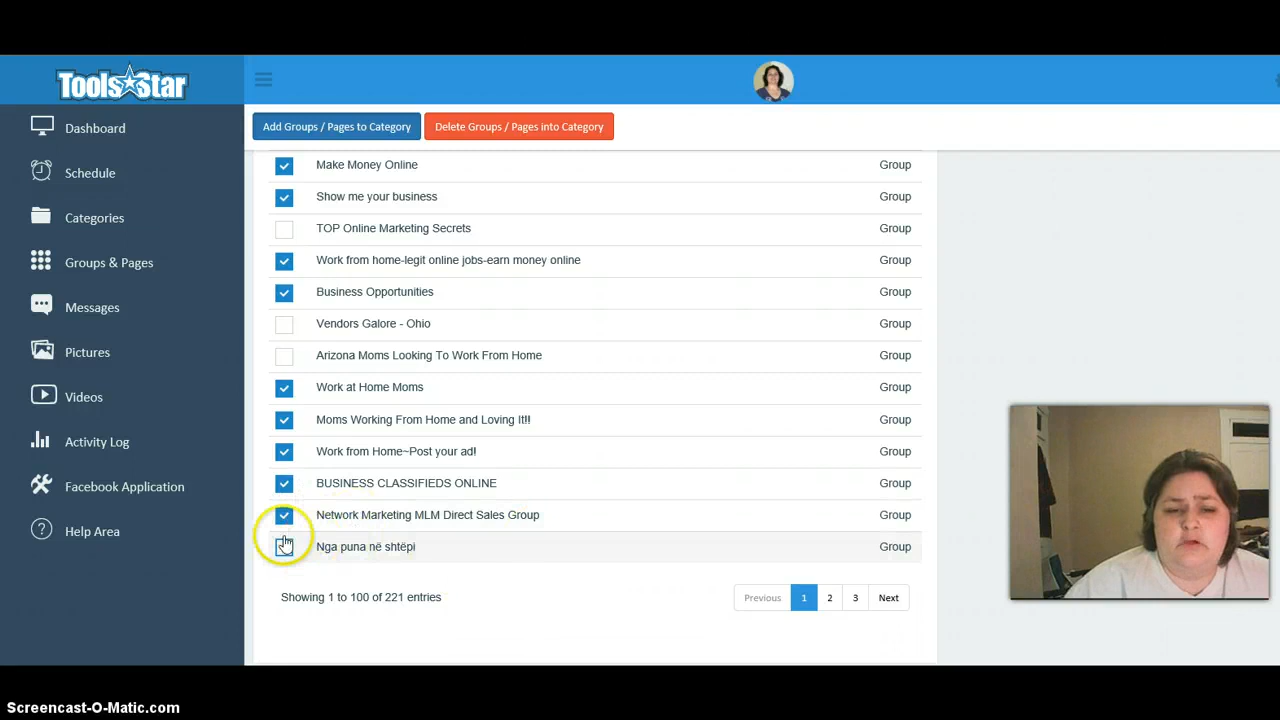 Tools Star
Dashboard
Schedule
Categories
Groups & Pages
Messages
Pictures
Videos
Activity Log
Facebook Application
Help Area
Add Groups / Pages to Category
Delete Groups / Pages into Category
Make Money Online Group
Show me your business Group
TOP Online Marketing Secrets Group
Work from home-legit online jobs-earn money online Group
Business Opportunities Group
Vendors Galore - Ohio Group
Arizona Moms Looking To Work From Home Group
Work at Home Moms Group
Moms Working From Home and Loving It!! Group
Work from Home~Post your ad! Group
BUSINESS CLASSIFIEDS ONLINE Group
Network Marketing MLM Direct Sales Group Group
Nga puna në shtëpi Group
Showing 1 to 100 of 221 entries
Previous 1 2 3 Next
Screencast-O-Matic.com